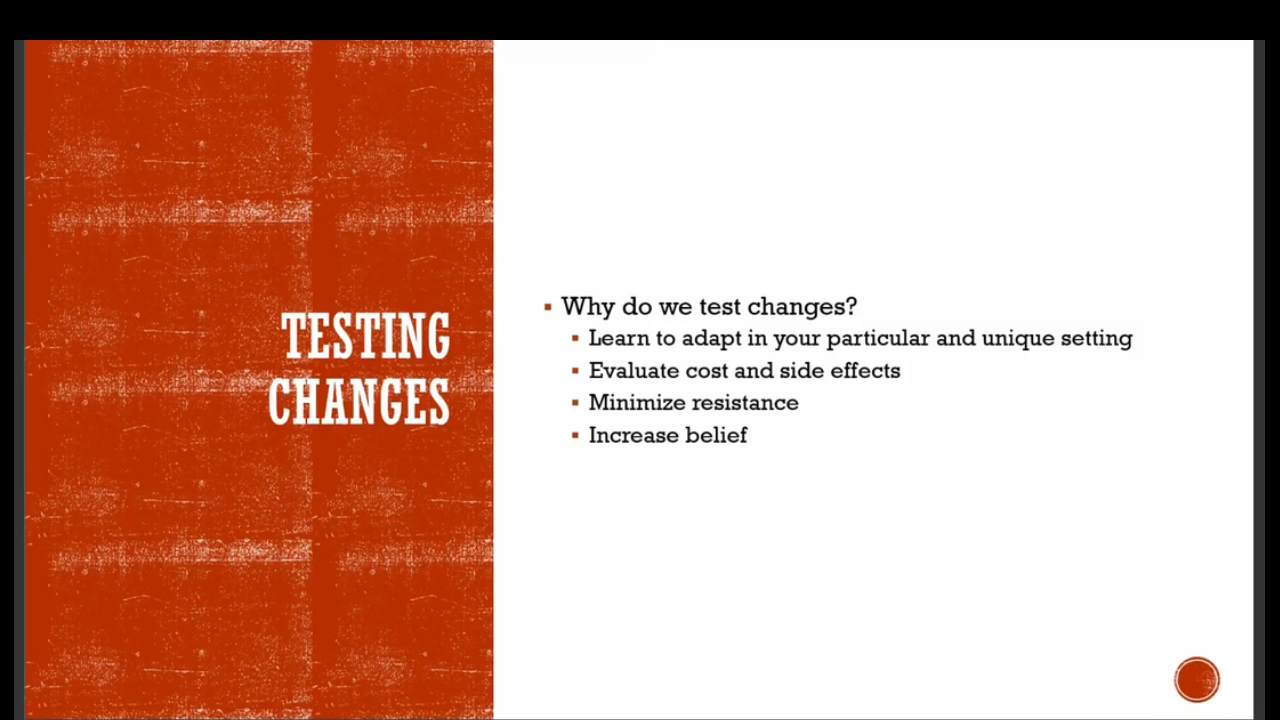 TESTING
CHANGES
Why do we test changes?
Learn to adapt in your particular and unique setting
Evaluate cost and side effects
Minimize resistance
Increase belief